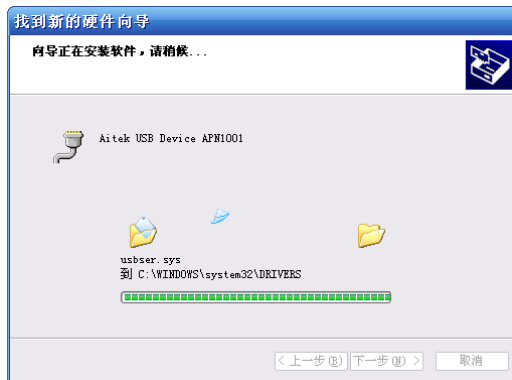 找到新的硬件向导
向导正在安装软件，请稍候...
Aitek USB Device APN1001
usbser.sys
到 C:\WINDOWS\system32\DRIVERS
< 上一步(B) 下一步(N) > 取消